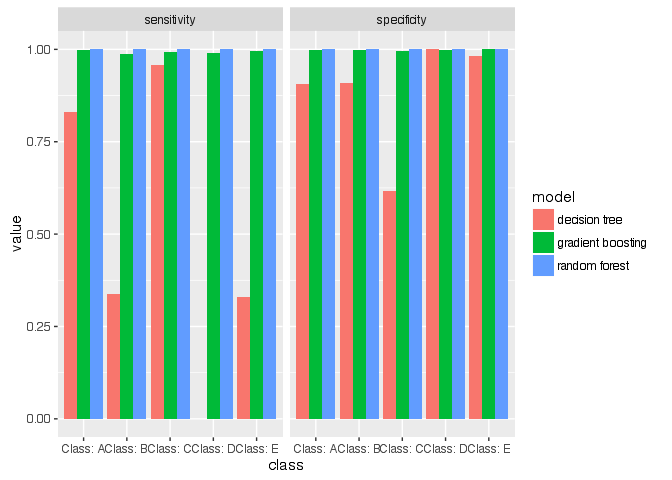 sensitivity
specificity
1.00
0.75
0.50
0.25
0.00
value
Class: A Class: B Class: C Class: D Class: E
Class: A Class: B Class: C Class: D Class: E
class
model
decision tree
gradient boosting
random forest